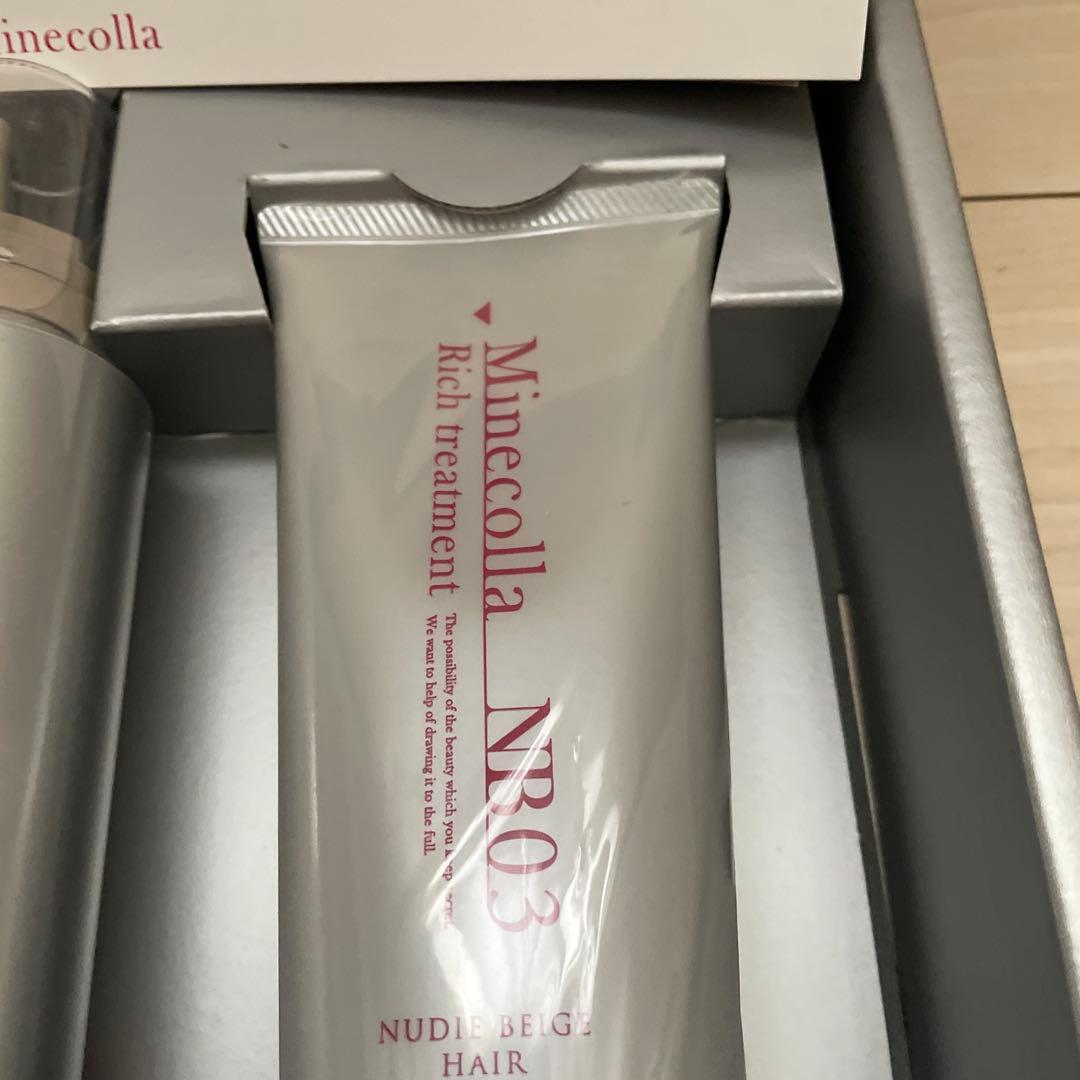 inecolla
Minecolla NB03
Rich treatment
The possibility of the beauty which you
We want to help of drawing it to the full.
NUDIE BEIGE
HAIR